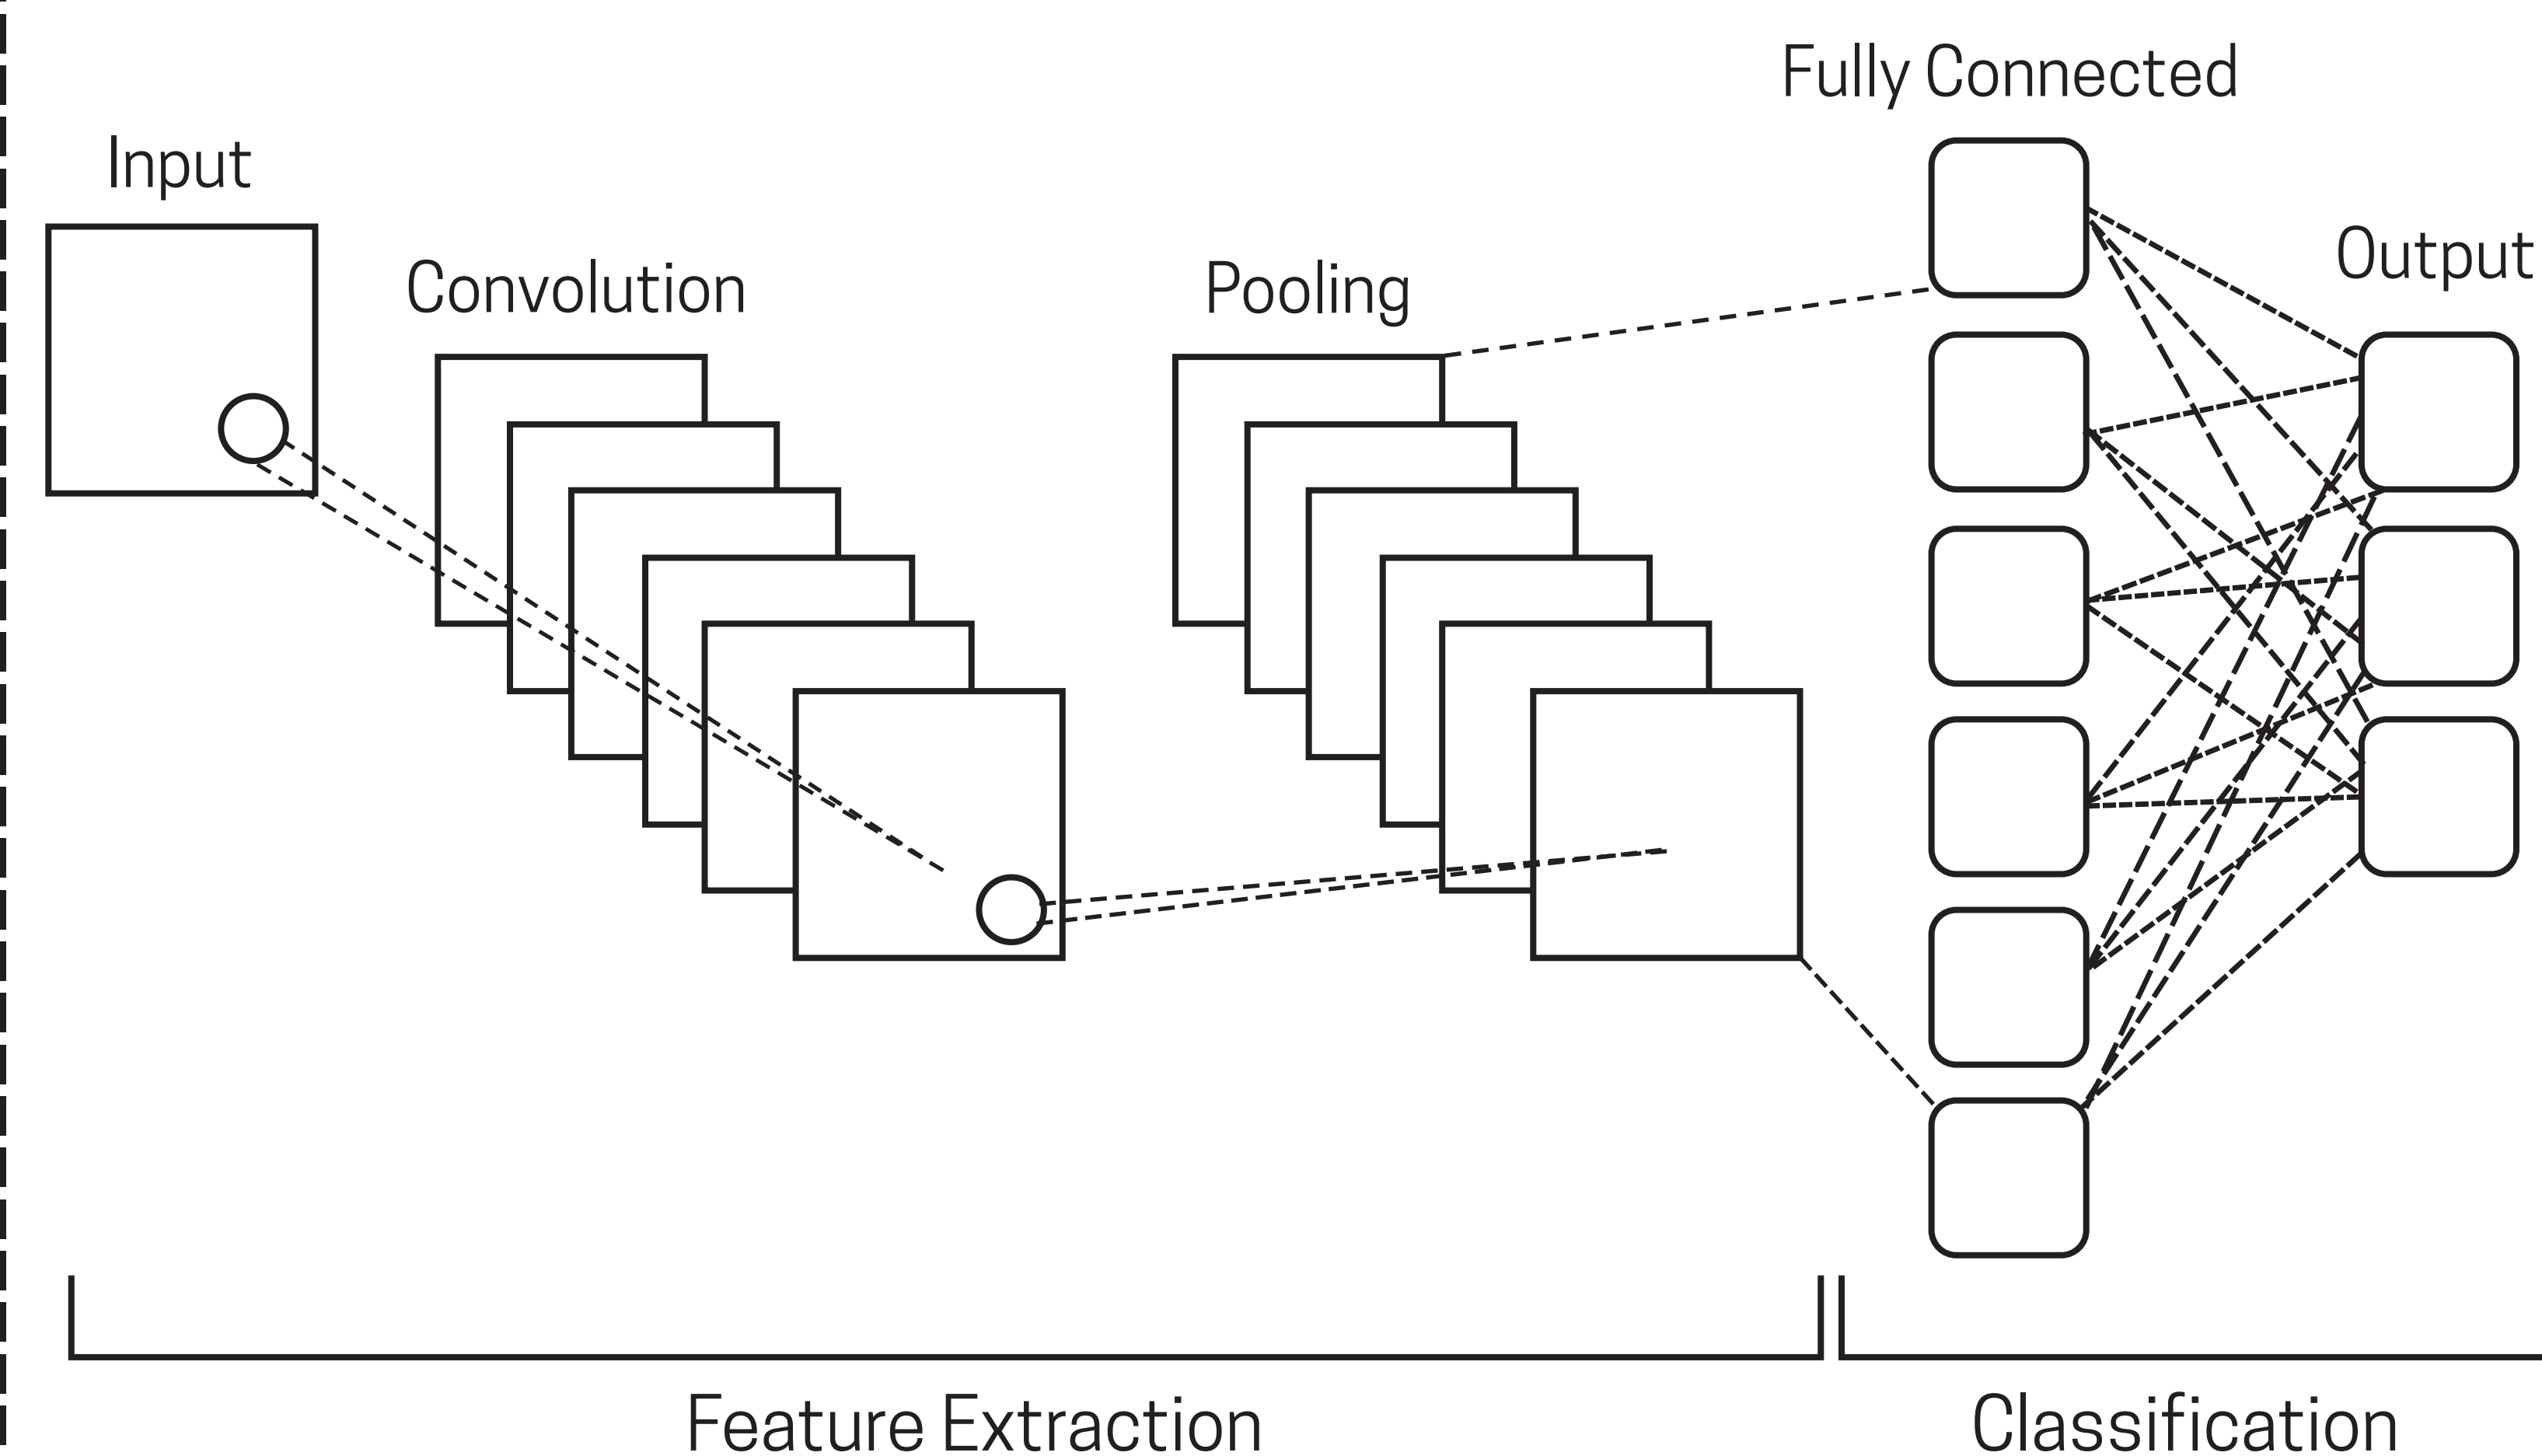 Fully Connected
Input
Output
Convolution
Pooling
Feature Extraction
Classification